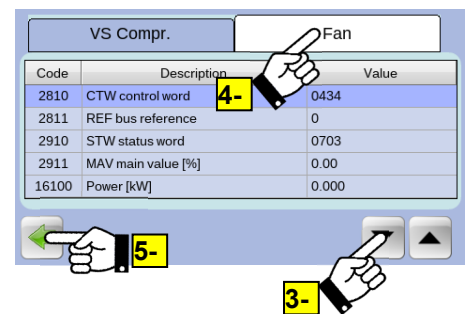 VS Compr. Fan
Code Description Value
4-
2810 CTW control word 0434
2811 REF bus reference 0
2910 STW status word 0703
2911 MAV main value [%] 0.00
16100 Power [kW] 0.000
5-
3-